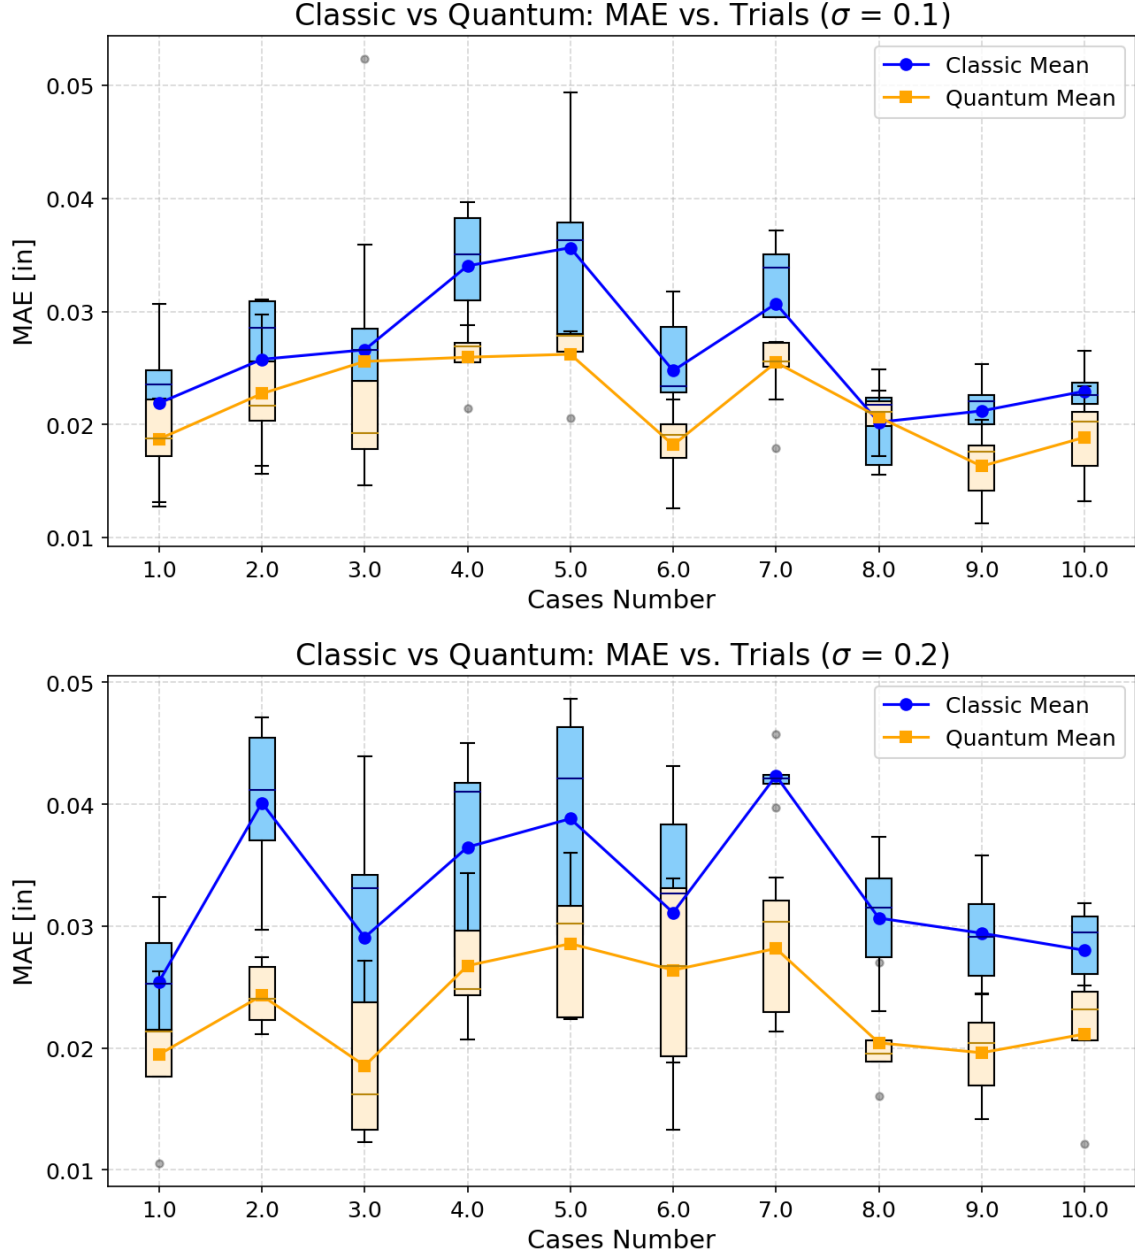 Classic vs Quantum: MAE vs. Trials (σ = 0.1)
Classic Mean
Quantum Mean
MAE [in]
0.05
0.04
0.03
0.02
0.01
1.0 2.0 3.0 4.0 5.0 6.0 7.0 8.0 9.0 10.0
Cases Number
Classic vs Quantum: MAE vs. Trials (σ = 0.2)
Classic Mean
Quantum Mean
MAE [in]
0.05
0.04
0.03
0.02
0.01
1.0 2.0 3.0 4.0 5.0 6.0 7.0 8.0 9.0 10.0
Cases Number